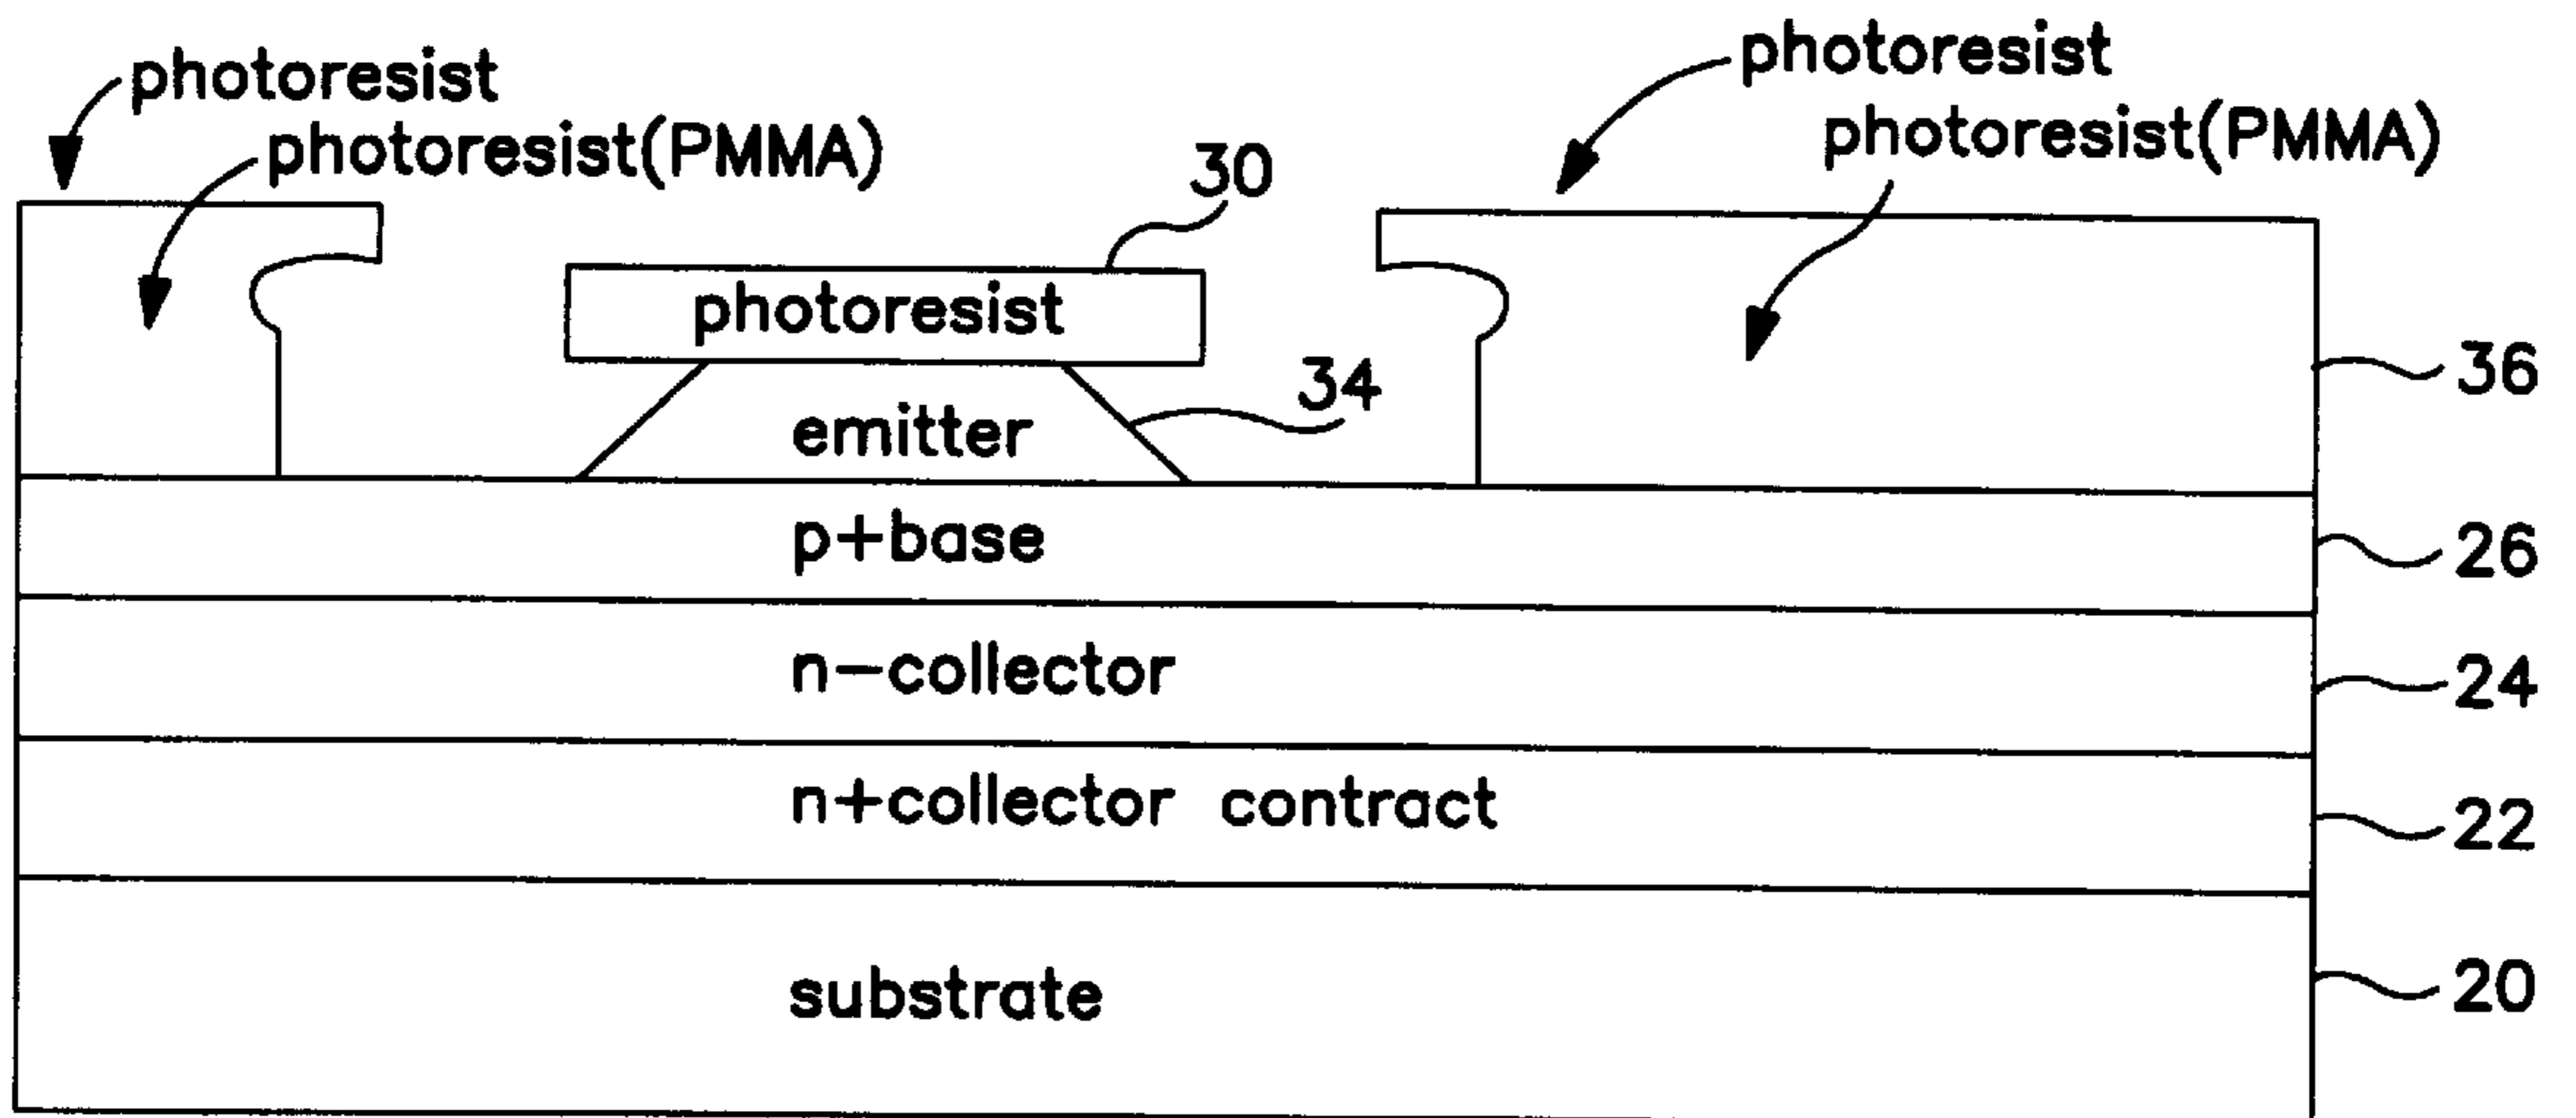 photoresist
photoresist(PMMA)
photoresist
photoresist(PMMA)
30
photoresist
34
emitter
36
p+base
26
n-collector
24
n+collector contract
22
substrate
20